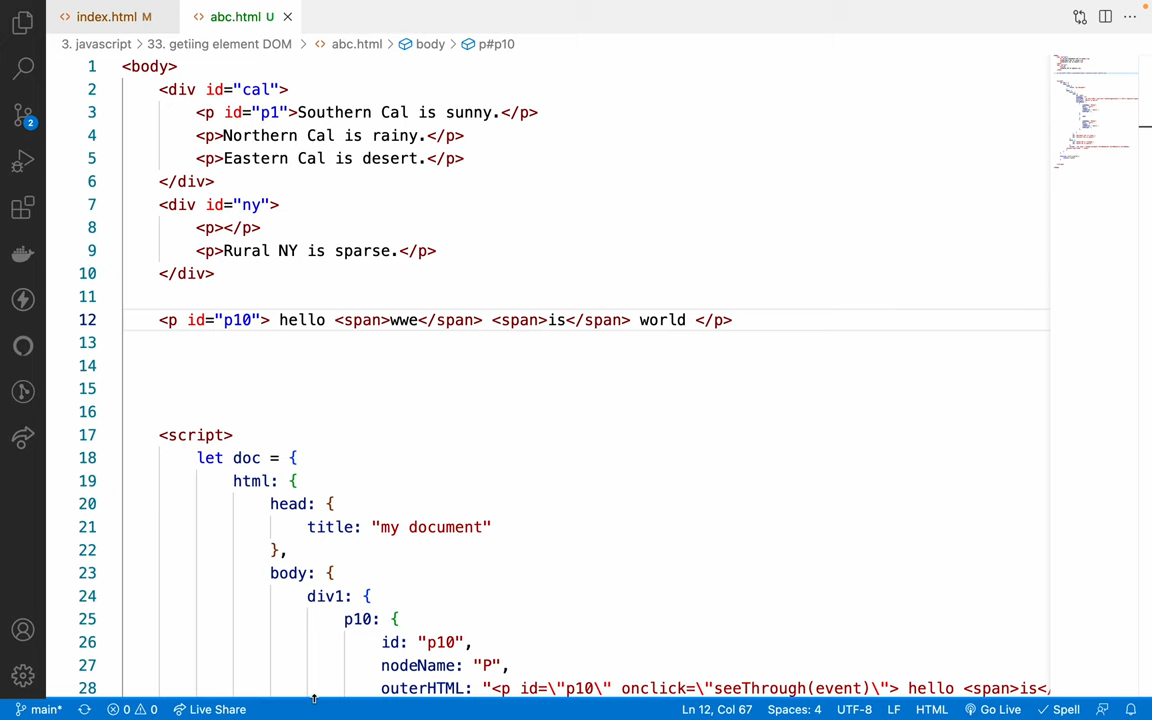 index.html M
abc.html U
3. javascript > 33. getiing element DOM > abc.html > body > p#p10
1 <body>
2 <div id="cal">
3 <p id="p1">Southern Cal is sunny.</p>
4 <p>Northern Cal is rainy.</p>
5 <p>Eastern Cal is desert.</p>
6 </div>
7 <div id="ny">
8 <p></p>
9 <p>Rural NY is sparse.</p>
10 </div>
11
12 <p id="p10"> hello <span>wwe</span> <span>is</span> world </p>
13
14
15
16
17 <script>
18 let doc = {
19 html: {
20 head: {
21 title: "my document"
22 },
23 body: {
24 div1: {
25 p10: {
26 id: "p10",
27 nodeName: "P",
28 outerHTML: "<p id=\"p10\" onclick=\"seeThrough(event)\"> hello <span>is</
2
main* 0 0 Live Share Ln 12, Col 67 Spaces: 4 UTF-8 LF HTML Go Live Spell